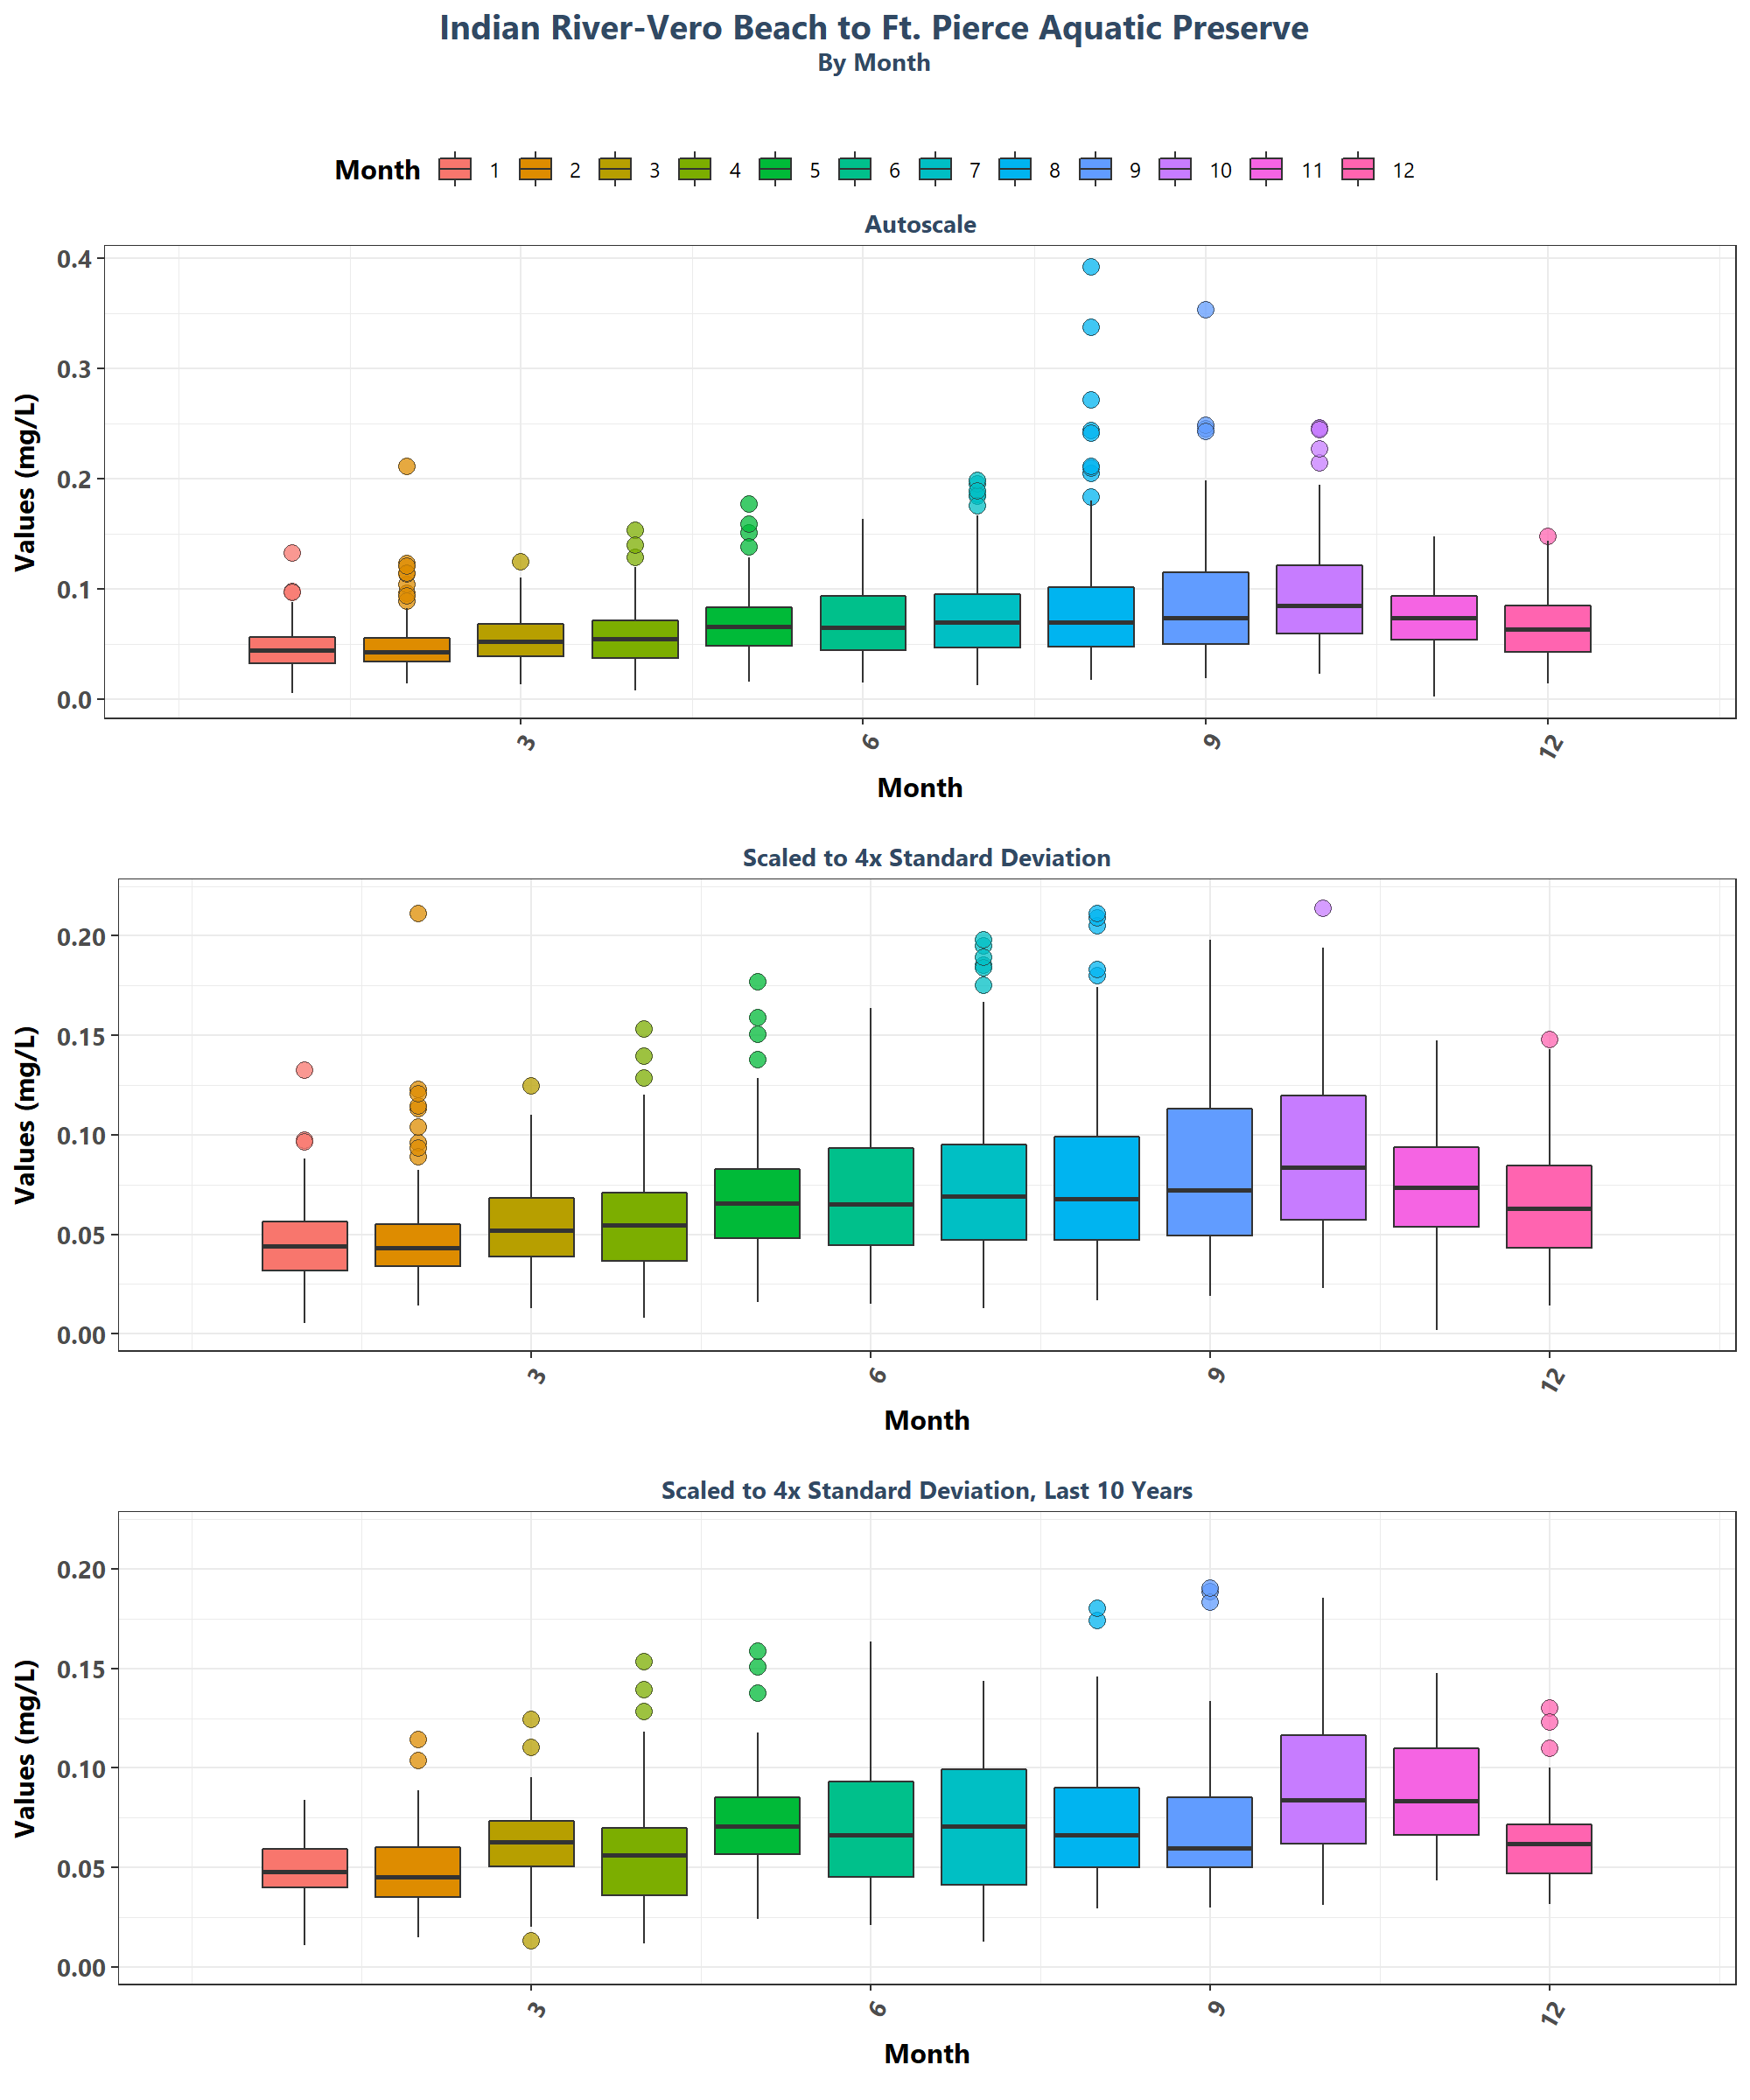 Indian River-Vero Beach to Ft. Pierce Aquatic Preserve
By Month
Month 1 2 3 4 5 6 7 8 9 10 11 12
Autoscale
Values (mg/L)
0.4
0.3
0.2
0.1
0.0
3 6 9 12
Month
Scaled to 4x Standard Deviation
Values (mg/L)
0.20
0.15
0.10
0.05
0.00
3 6 9 12
Month
Scaled to 4x Standard Deviation, Last 10 Years
Values (mg/L)
0.20
0.15
0.10
0.05
0.00
3 6 9 12
Month